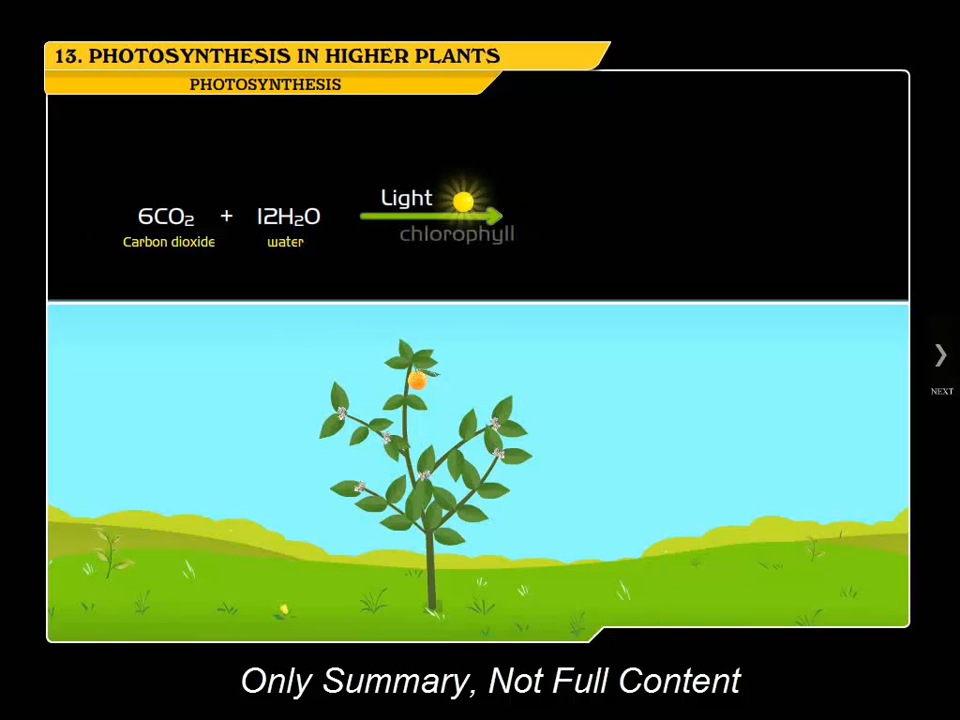 13. PHOTOSYNTHESIS IN HIGHER PLANTS
PHOTOSYNTHESIS
Light
6CO₂ + 12H₂O
chlorophyll
Carbon dioxide water
❯
NEXT
Only Summary, Not Full Content